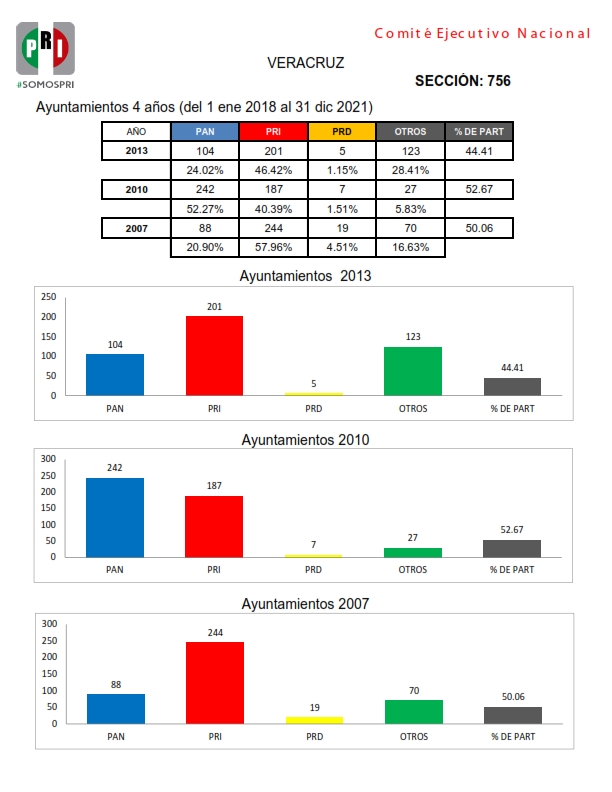 Comité Ejecutivo Nacional
PRI
#SOMOSPRI
VERACRUZ
SECCIÓN: 756
Ayuntamientos 4 años (del 1 ene 2018 al 31 dic 2021)
AÑO PAN PRI PRD OTROS % DE PART
2013 104 201 5 123 44.41
24.02% 46.42% 1.15% 28.41%
2010 242 187 7 27 52.67
52.27% 40.39% 1.51% 5.83%
2007 88 244 19 70 50.06
20.90% 57.96% 4.51% 16.63%
Ayuntamientos 2013
250
200
150
100
50
0
104 201 5 123 44.41
PAN PRI PRD OTROS % DE PART
Ayuntamientos 2010
300
250
200
150
100
50
0
242 187 7 27 52.67
PAN PRI PRD OTROS % DE PART
Ayuntamientos 2007
300
250
200
150
100
50
0
88 244 19 70 50.06
PAN PRI PRD OTROS % DE PART